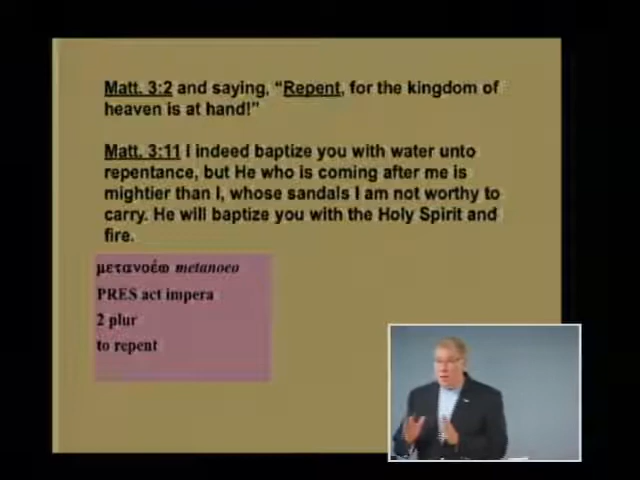 Matt. 3:2 and saying, “Repent, for the kingdom of
heaven is at hand!”
Matt. 3:11 I indeed baptize you with water unto
repentance, but He who is coming after me is
mightier than I, whose sandals I am not worthy to
carry. He will baptize you with the Holy Spirit and
fire.
μετανοέω metanoeo
PRES act impera
2 plur
to repent